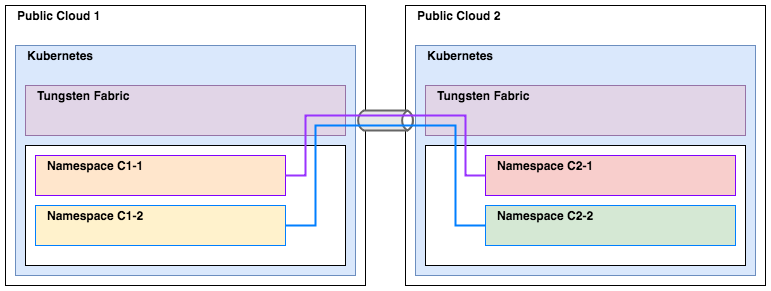 Public Cloud 1
Kubernetes
Tungsten Fabric
Namespace C1-1
Namespace C1-2
Public Cloud 2
Kubernetes
Tungsten Fabric
Namespace C2-1
Namespace C2-2